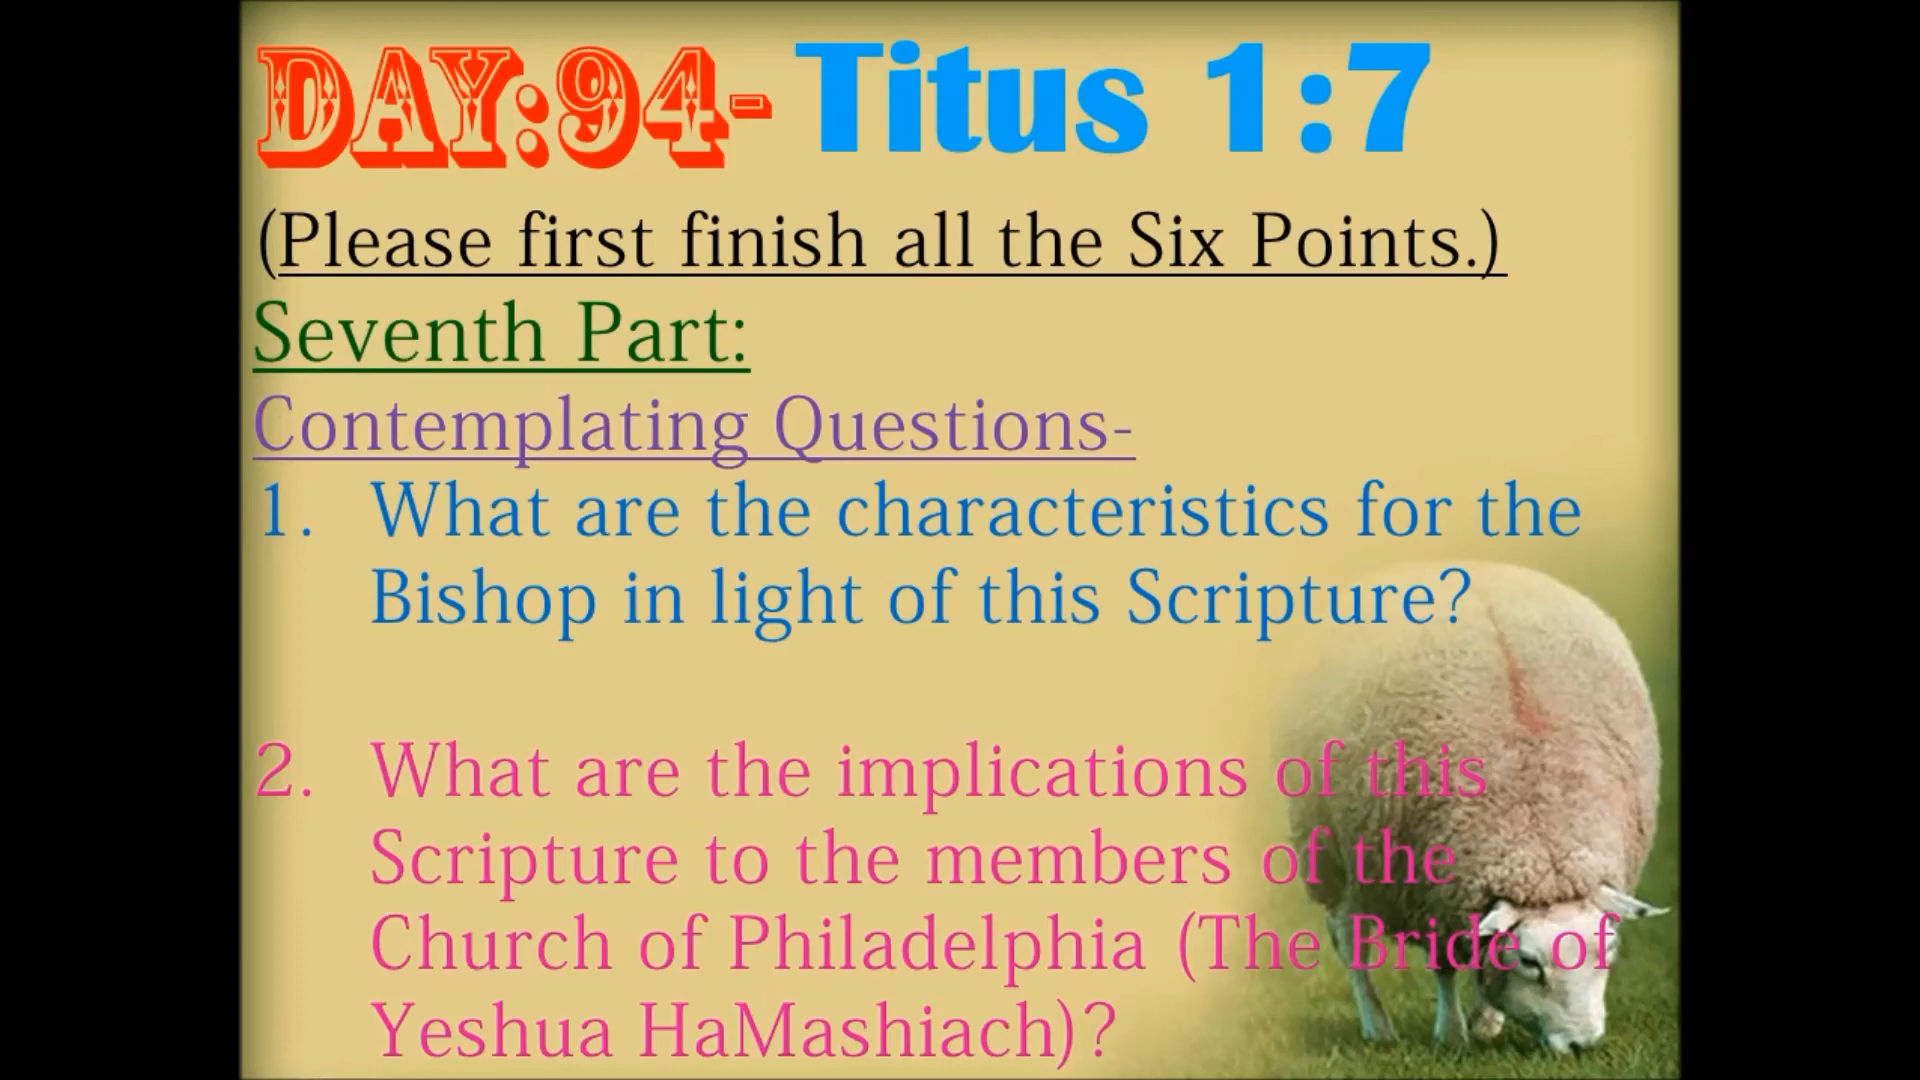 DAY:94- Titus 1:7
(Please first finish all the Six Points.)
Seventh Part:
Contemplating Questions-
1. What are the characteristics for the
Bishop in light of this Scripture?
2. What are the implications of this
Scripture to the members of the
Church of Philadelphia (The Bride of
Yeshua HaMashiach)?